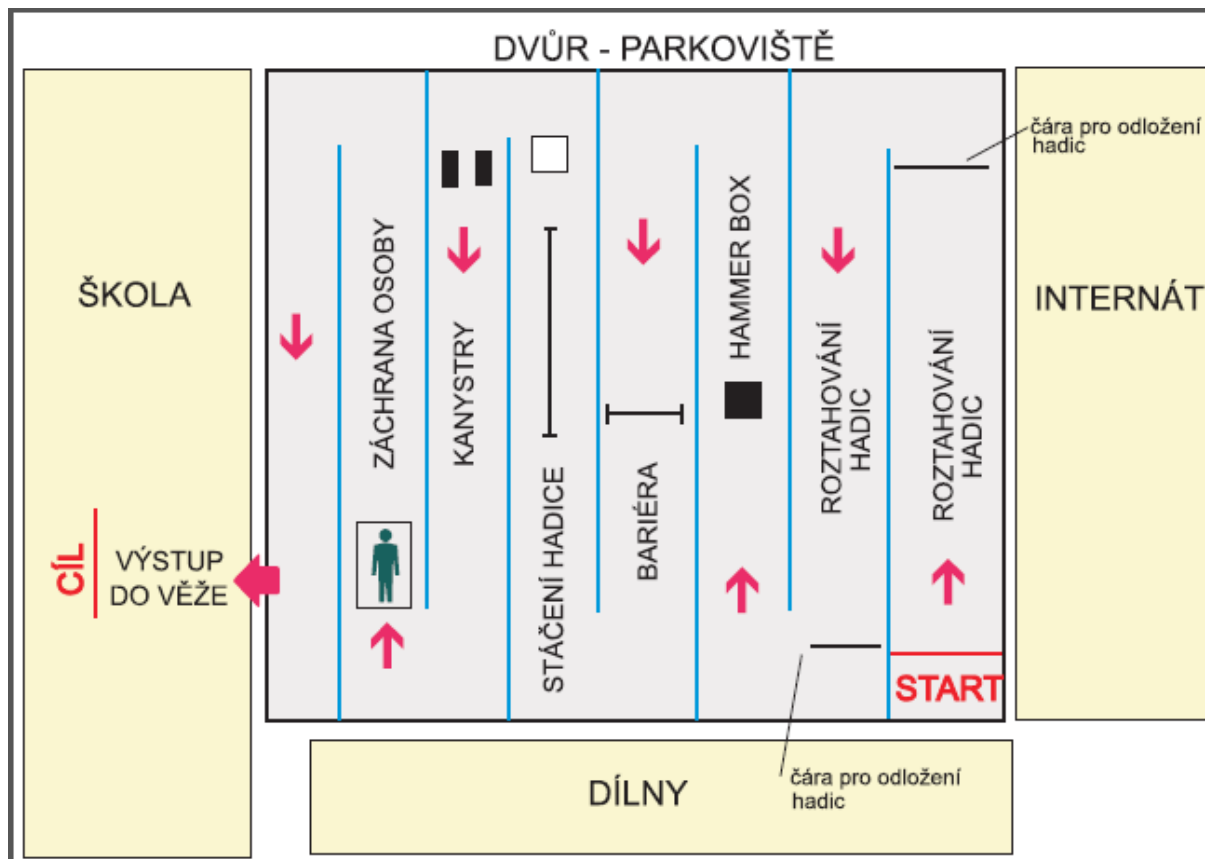 DVŮR - PARKOVIŠTĚ
ŠKOLA
CÍL
VÝSTUP
DO VĚŽE
ZÁCHRANA OSOBY
KANYSTRY
STÁČENÍ HADICE
BARIÉRA
HAMMER BOX
ROZTAHOVÁNÍ
HADIC
ROZTAHOVÁNÍ
HADIC
START
čára pro odložení
hadic
INTERNÁT
DÍLNY
čára pro odložení
hadic